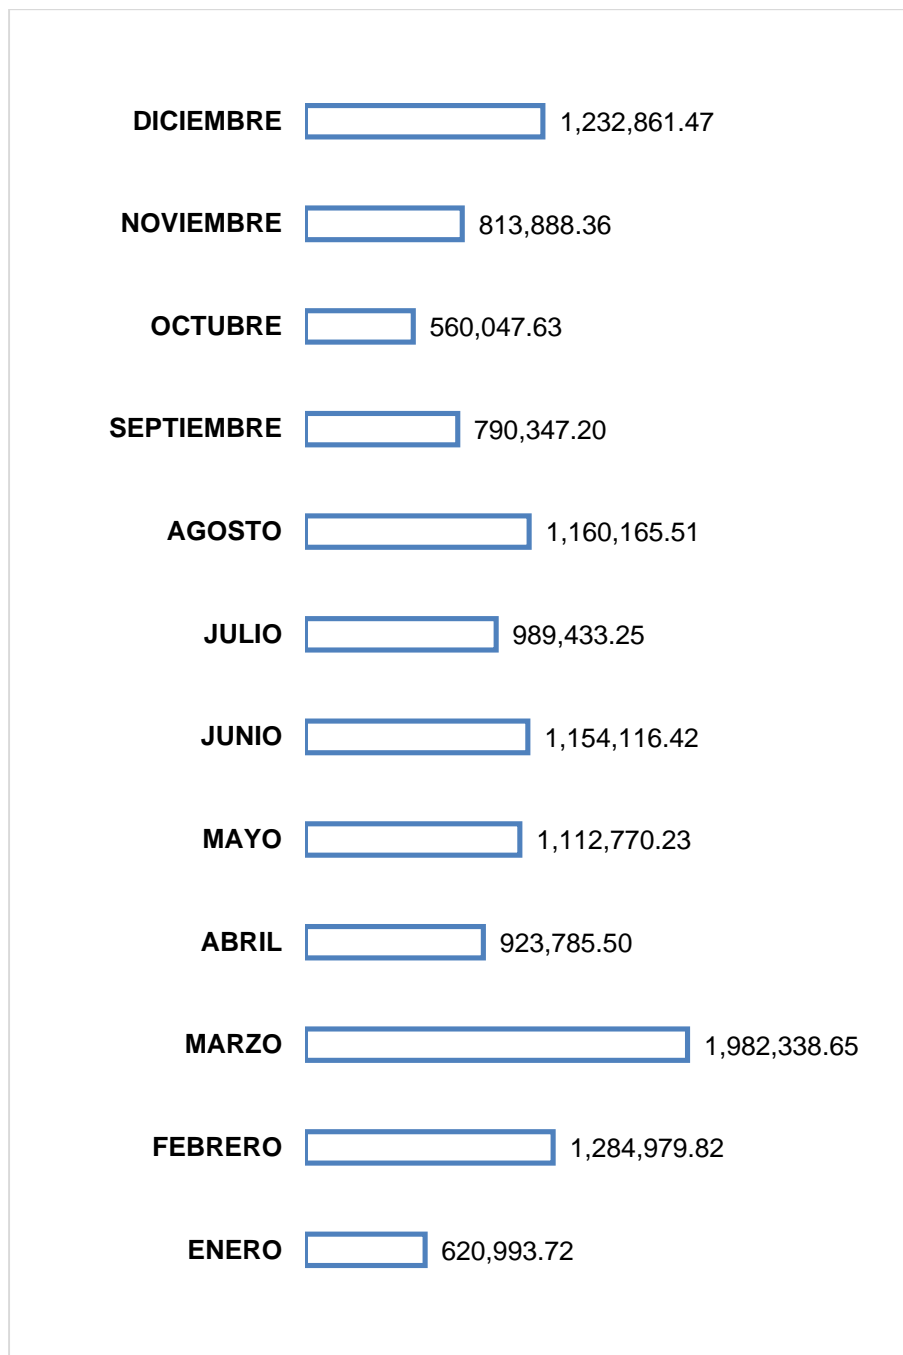 DICIEMBRE 1,232,861.47
NOVIEMBRE 813,888.36
OCTUBRE 560,047.63
SEPTIEMBRE 790,347.20
AGOSTO 1,160,165.51
JULIO 989,433.25
JUNIO 1,154,116.42
MAYO 1,112,770.23
ABRIL 923,785.50
MARZO 1,982,338.65
FEBRERO 1,284,979.82
ENERO 620,993.72